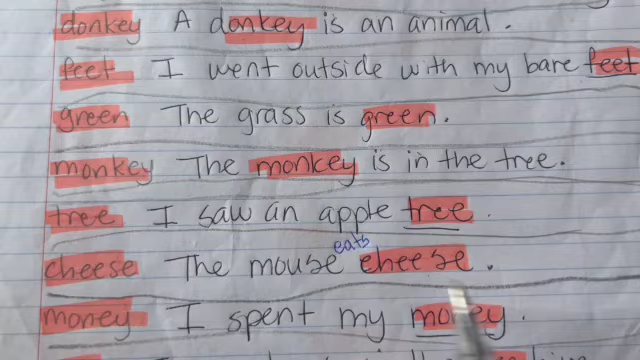 donkey A donkey is an animal.
feet I went outside with my bare feet
green The grass is green.
monkey The monkey is in the tree.
tree I saw an apple tree.
cheese The mouse eats cheese.
money I spent my money.